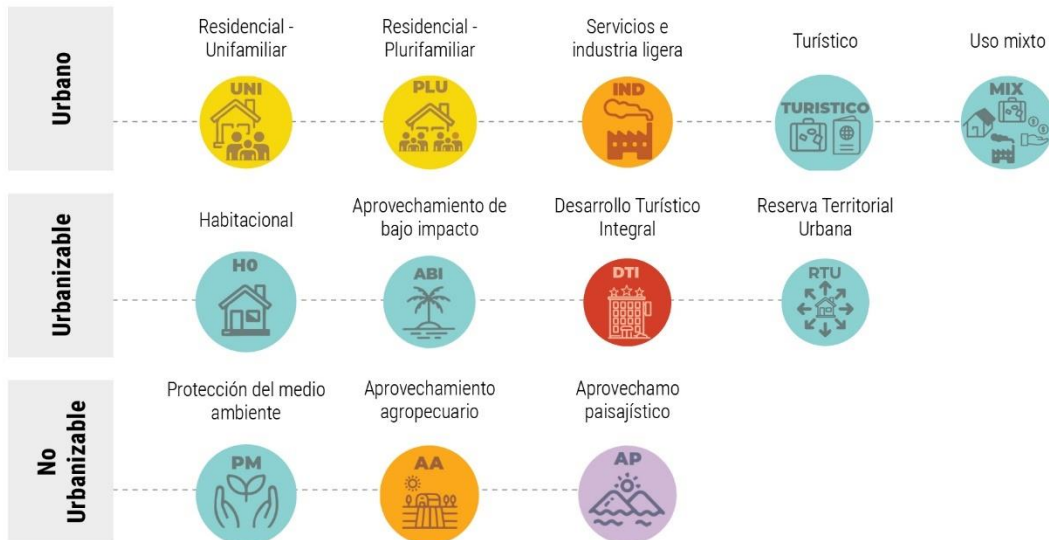 Urbano
Residencial -
Unifamiliar
UNI
Residencial -
Plurifamiliar
PLU
Servicios e
industria ligera
IND
Turístico
TURISTICO
Uso mixto
MIX
Urbanizable
Habitacional
H0
Aprovechamiento de
bajo impacto
ABI
Desarrollo Turístico
Integral
DTI
Reserva Territorial
Urbana
RTU
No
Urbanizable
Protección del medio
ambiente
PM
Aprovechamiento
agropecuario
AA
Aprovechamo
paisajístico
AP